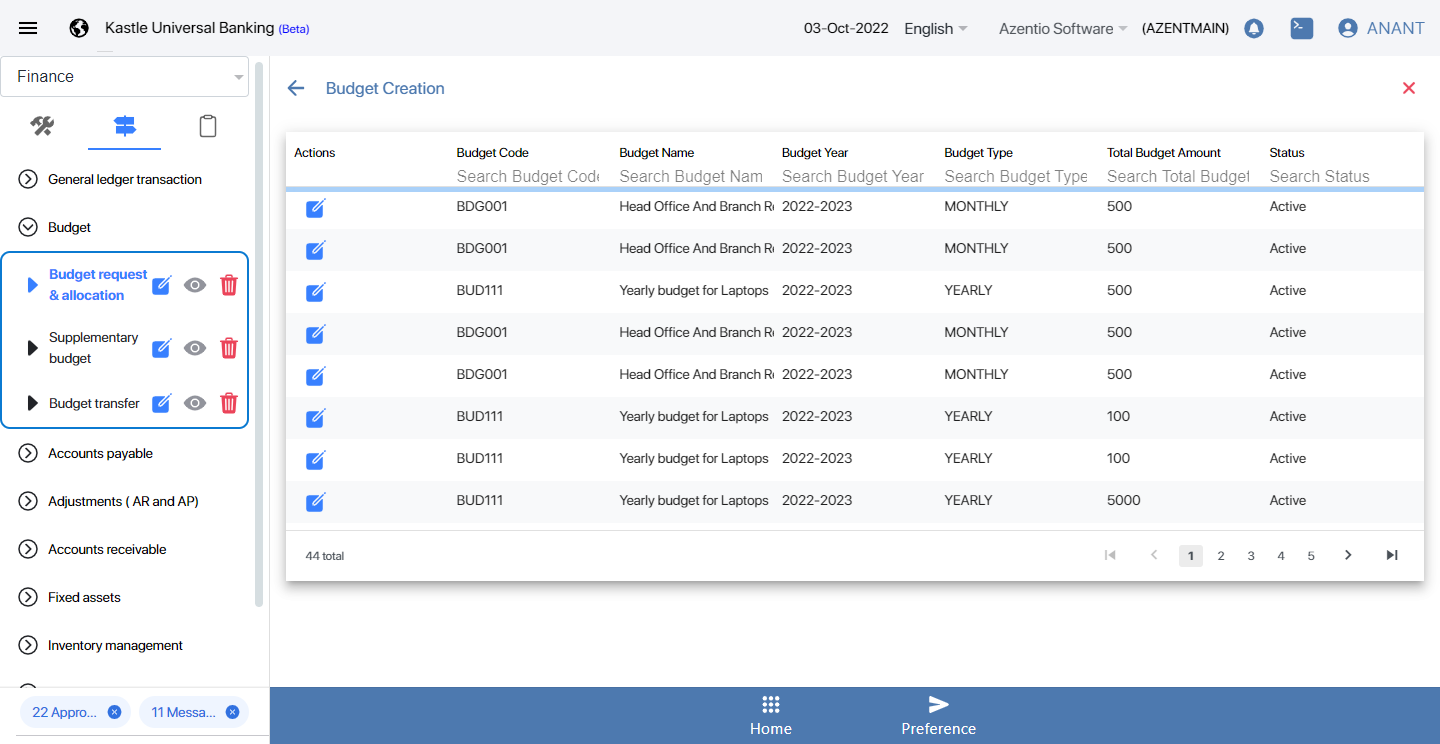 Kastle Universal Banking (Beta)
03-Oct-2022
English
Azentio Software
(AZENTMAIN)
ANANT
Finance
General ledger transaction
Budget
Budget request
& allocation
Supplementary
budget
Budget transfer
Accounts payable
Adjustments ( AR and AP)
Accounts receivable
Fixed assets
Inventory management
22 Appro...
11 Messa...
Budget Creation
Actions Budget Code Budget Name Budget Year Budget Type Total Budget Amount Status
Search Budget Code Search Budget Nam Search Budget Year Search Budget Type Search Total Budget Search Status
BDG001 Head Office And Branch Re 2022-2023 MONTHLY 500 Active
BDG001 Head Office And Branch Re 2022-2023 MONTHLY 500 Active
BUD111 Yearly budget for Laptops 2022-2023 YEARLY 500 Active
BDG001 Head Office And Branch Re 2022-2023 MONTHLY 500 Active
BDG001 Head Office And Branch Re 2022-2023 MONTHLY 500 Active
BUD111 Yearly budget for Laptops 2022-2023 YEARLY 100 Active
BUD111 Yearly budget for Laptops 2022-2023 YEARLY 100 Active
BUD111 Yearly budget for Laptops 2022-2023 YEARLY 5000 Active
44 total
1 2 3 4 5
Home
Preference